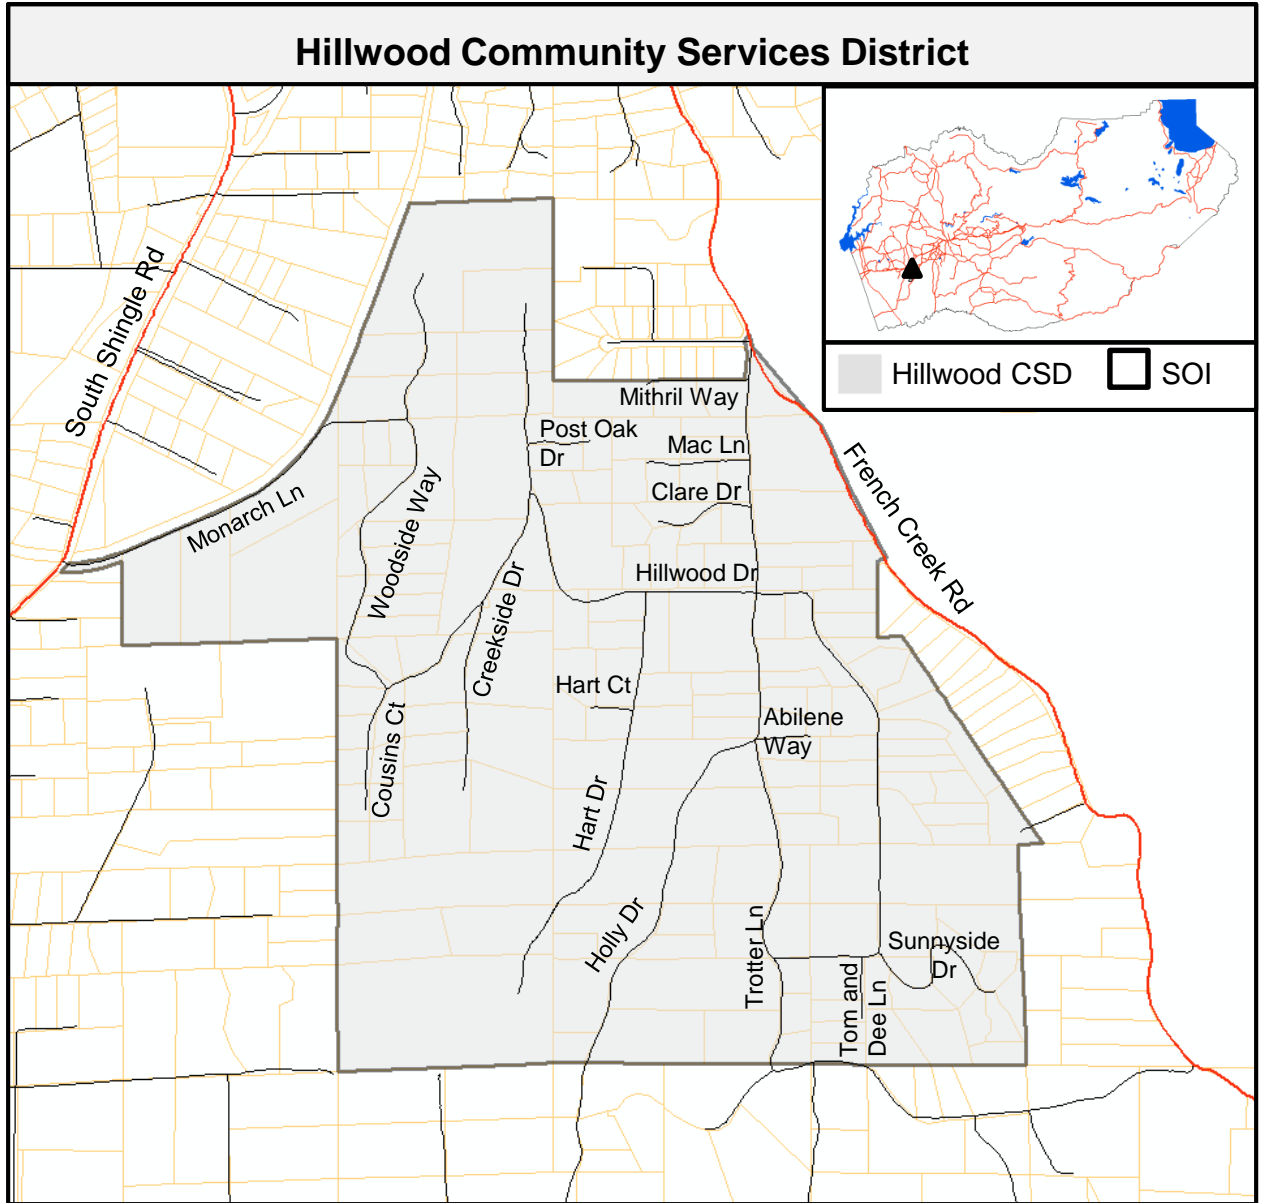 Hillwood Community Services District
Hillwood CSD
SOI
South Shingle Rd
Mithril Way
Post Oak
Dr
Mac Ln
Clare Dr
French Creek Rd
Monarch Ln
Woodside Way
Hillwood Dr
Creekside Dr
Hart Ct
Cousins Ct
Abilene
Way
Hart Dr
Holly Dr
Trotter Ln
Sunnyside
Dr
Tom and
Dee Ln